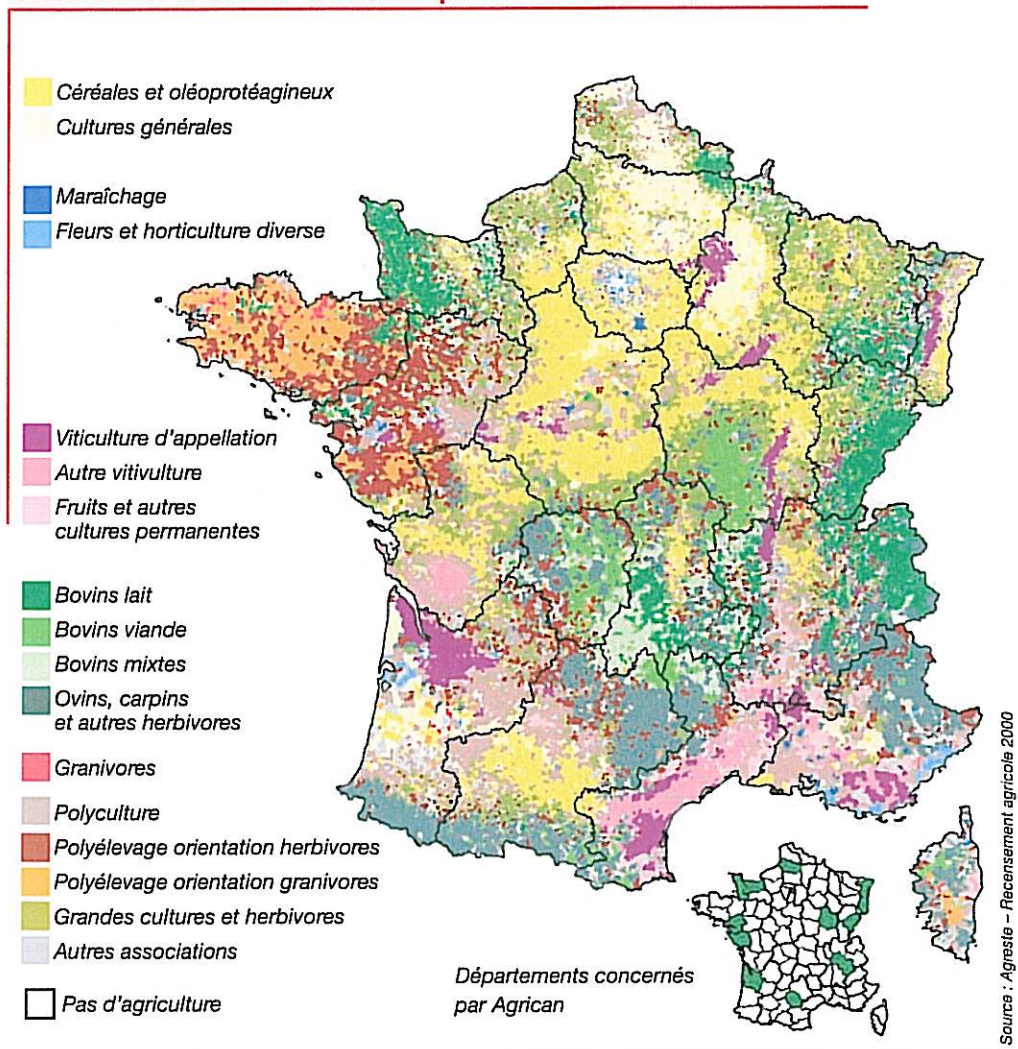 Céréales et oléoprotéagineux
Cultures générales
Maraîchage
Fleurs et horticulture diverse
Viticulture d'appellation
Autre vitivulture
Fruits et autres
cultures permanentes
Bovins lait
Bovins viande
Bovins mixtes
Ovins, carpins
et autres herbivores
Granivores
Polyculture
Polyélevage orientation herbivores
Polyélevage orientation granivores
Grandes cultures et herbivores
Autres associations
Pas d'agriculture
Départements concernés
par Agrican
Source : Agreste – Recensement agricole 2000